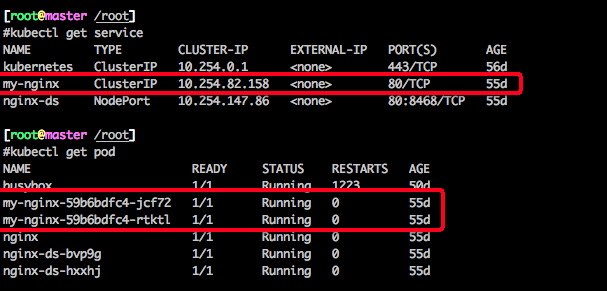 [root@master /root]
#kubectl get service
NAME TYPE CLUSTER-IP EXTERNAL-IP PORT(S) AGE
kubernetes ClusterIP 10.254.0.1 <none> 443/TCP 56d
my-nginx ClusterIP 10.254.82.158 <none> 80/TCP 55d
nginx-ds NodePort 10.254.147.86 <none> 80:8468/TCP 55d
[root@master /root]
#kubectl get pod
NAME READY STATUS RESTARTS AGE
busybox 1/1 Running 1223 50d
my-nginx-59b6bdfc4-jcf72 1/1 Running 0 55d
my-nginx-59b6bdfc4-rtktl 1/1 Running 0 55d
nginx 1/1 Running 0 55d
nginx-ds-bvp9g 1/1 Running 0 55d
nginx-ds-hxxhj 1/1 Running 0 55d